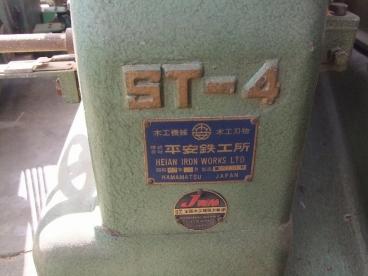 ST-4
木工機械 木工刃物
株式会社 平安鉄工所
HEIAN IRON WORKS LTD
HAMAMATSU JAPAN